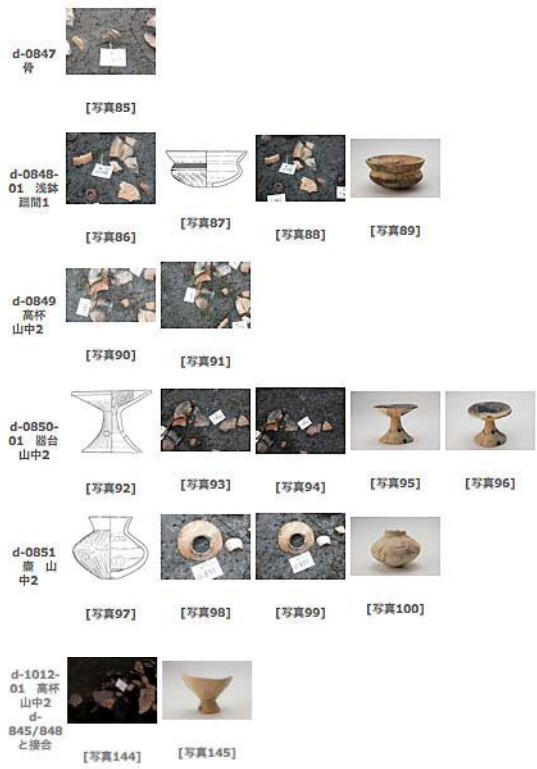 d-0847
骨
[写真85]
d-0848-
01　浅鉢
廻間1
[写真86]
[写真87]
[写真88]
[写真89]
d-0849
高杯
山中2
[写真90]
[写真91]
d-0850-
01　器台
山中2
[写真92]
[写真93]
[写真94]
[写真95]
[写真96]
d-0851
壷　山
中2
[写真97]
[写真98]
[写真99]
[写真100]
d-1012-
01　高杯
山中2
d-
845/848
と接合
[写真144]
[写真145]